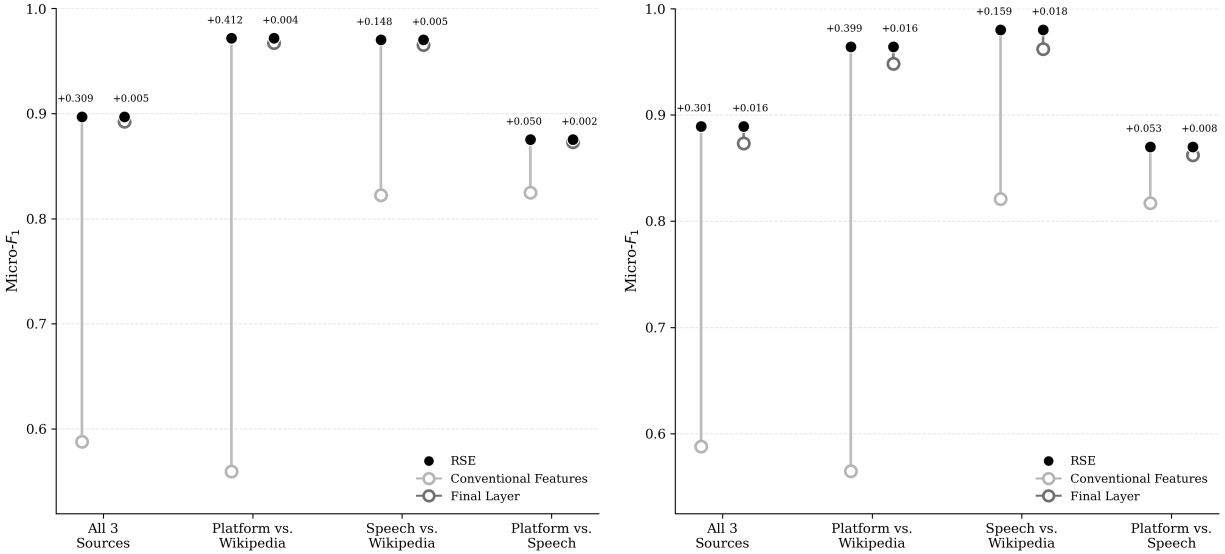 1.0
0.9
0.8
0.7
0.6
Micro-F₁
+0.309
+0.005
+0.412
+0.004
+0.148
+0.005
+0.050
+0.002
RSE
Conventional Features
Final Layer
All 3
Sources
Platform vs.
Wikipedia
Speech vs.
Wikipedia
Platform vs.
Speech
1.0
0.9
0.8
0.7
0.6
Micro-F₁
+0.301
+0.016
+0.399
+0.016
+0.159
+0.018
+0.053
+0.008
RSE
Conventional Features
Final Layer
All 3
Sources
Platform vs.
Wikipedia
Speech vs.
Wikipedia
Platform vs.
Speech